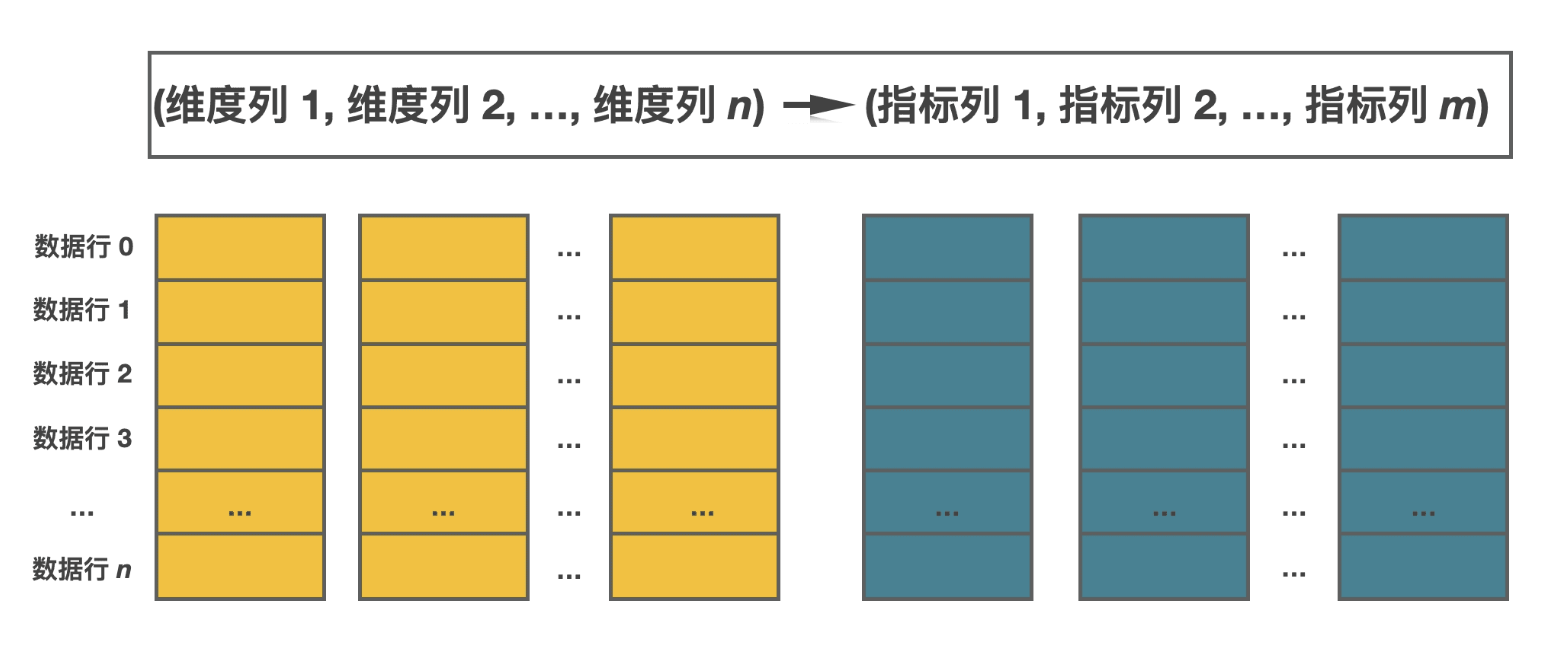 (维度列 1, 维度列 2, ..., 维度列 n) → (指标列 1, 指标列 2, ..., 指标列 m)
数据行 0 ... ...
数据行 1 ... ...
数据行 2 ... ...
数据行 3 ... ...
... ... ... ... ... ... ... ... ...
数据行 n ... ...